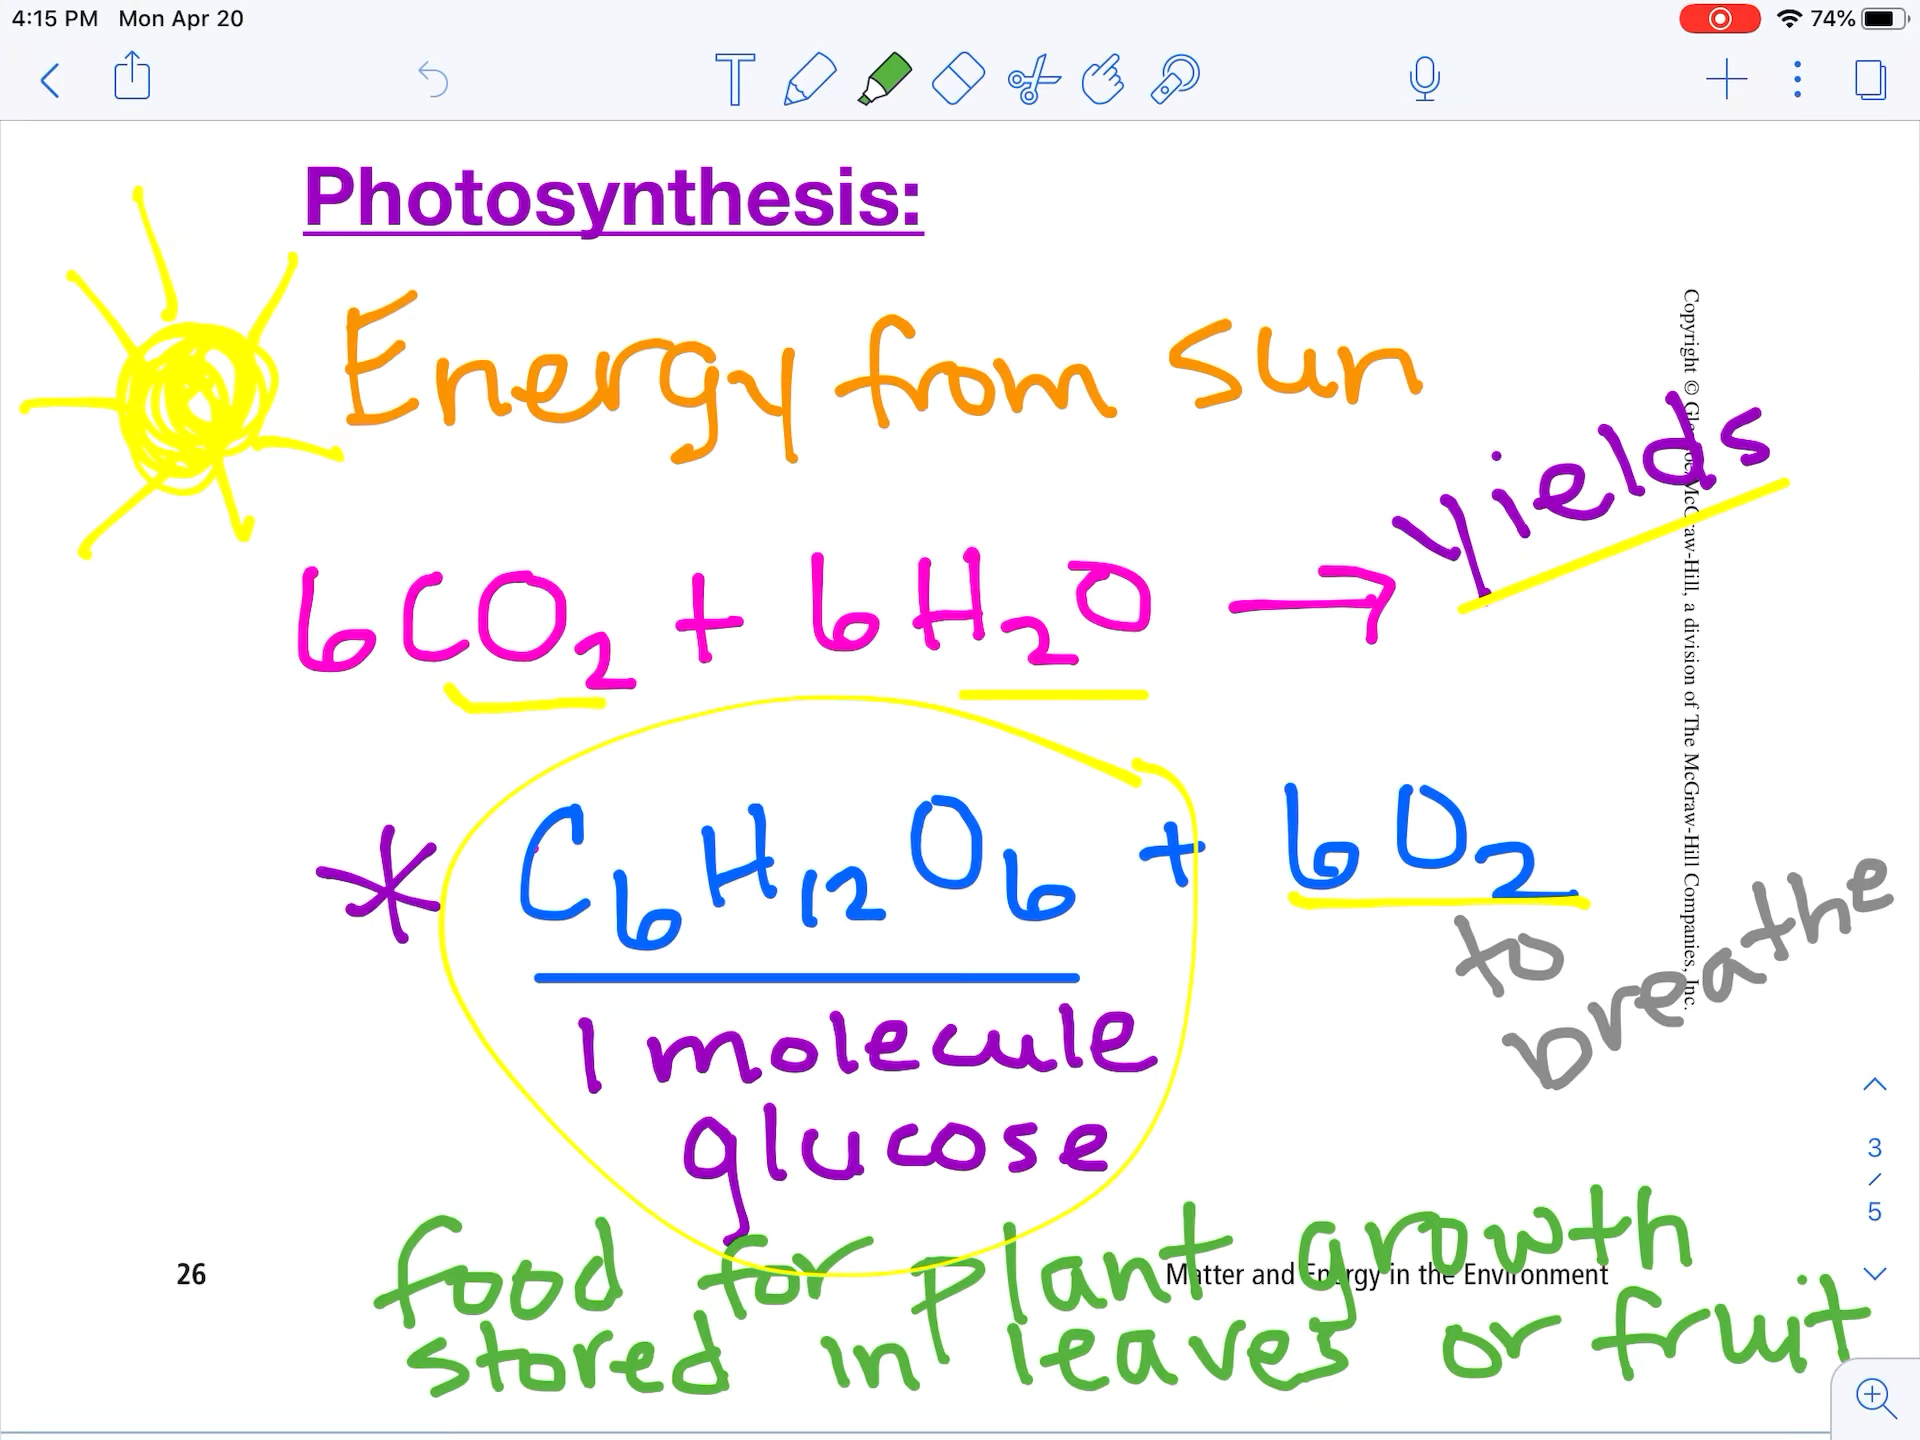 4:15 PM Mon Apr 20
74%
Photosynthesis:
Energy from sun
yields
6CO₂ + 6H₂O →
* C₆H₁₂O₆ + 6O₂
to
breathe
1 molecule
glucose
food for plant growth
stored in leaves or fruit
26
Matter and Energy in the Environment
Copyright © Glencoe/McGraw-Hill, a division of The McGraw-Hill Companies, Inc.
3
/
5